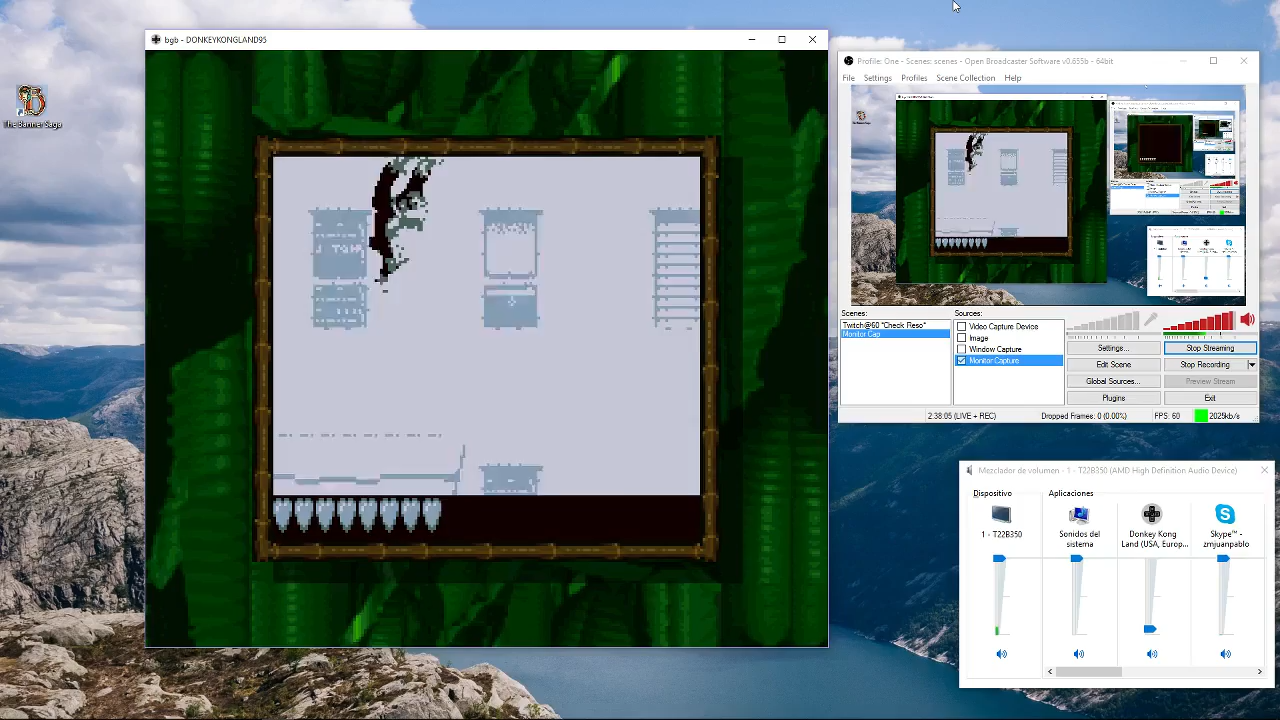 bgb - DONKEYKONGLAND95
The Banner Saga
Profile: One - Scenes: scenes - Open Broadcaster Software v0.655b - 64bit
File Settings Profiles Scene Collection Help
Scenes:
Sources:
Twitch@60 "Check Reso"
Monitor Cap
Video Capture Device
Image
Window Capture
Monitor Capture
Settings...
Stop Streaming
Edit Scene
Stop Recording
Global Sources...
Preview Stream
Plugins
Exit
2:38:05 (LIVE + REC)
Dropped Frames: 0 (0.00%)
FPS: 60
2025kb/s
Mezclador de volumen - 1 - T22B350 (AMD High Definition Audio Device)
Dispositivo
Aplicaciones
1 - T22B350
Sonidos del
sistema
Donkey Kong
Land (USA, Europ...
Skype™ -
zmjuanpablo